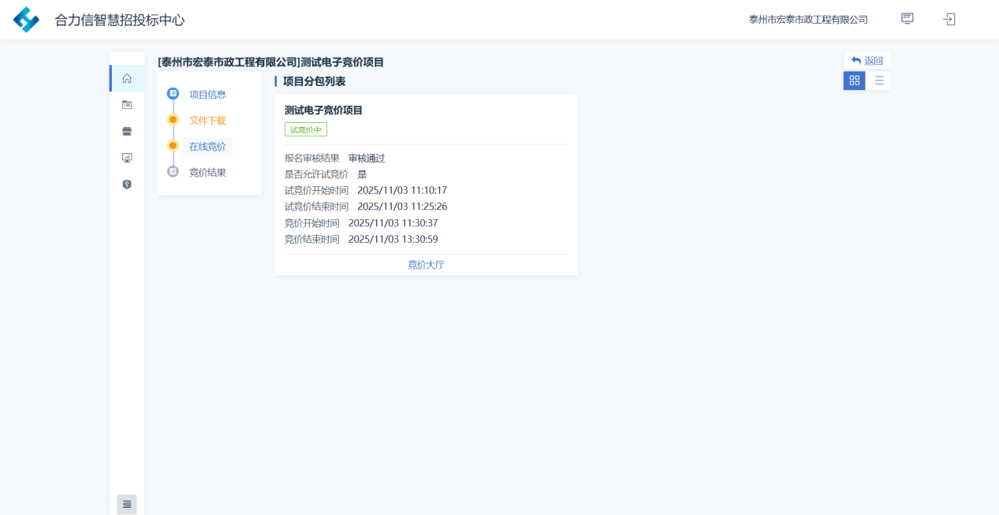 合力信智慧招投标中心
泰州市宏泰市政工程有限公司
[泰州市宏泰市政工程有限公司]测试电子竞价项目
返回
项目信息
文件下载
在线竞价
竞价结果
项目分包列表
测试电子竞价项目
试竞价中
报名审核结果 审核通过
是否允许试竞价 是
试竞价开始时间 2025/11/03 11:10:17
试竞价结束时间 2025/11/03 11:25:26
竞价开始时间 2025/11/03 11:30:37
竞价结束时间 2025/11/03 13:30:59
竞价大厅